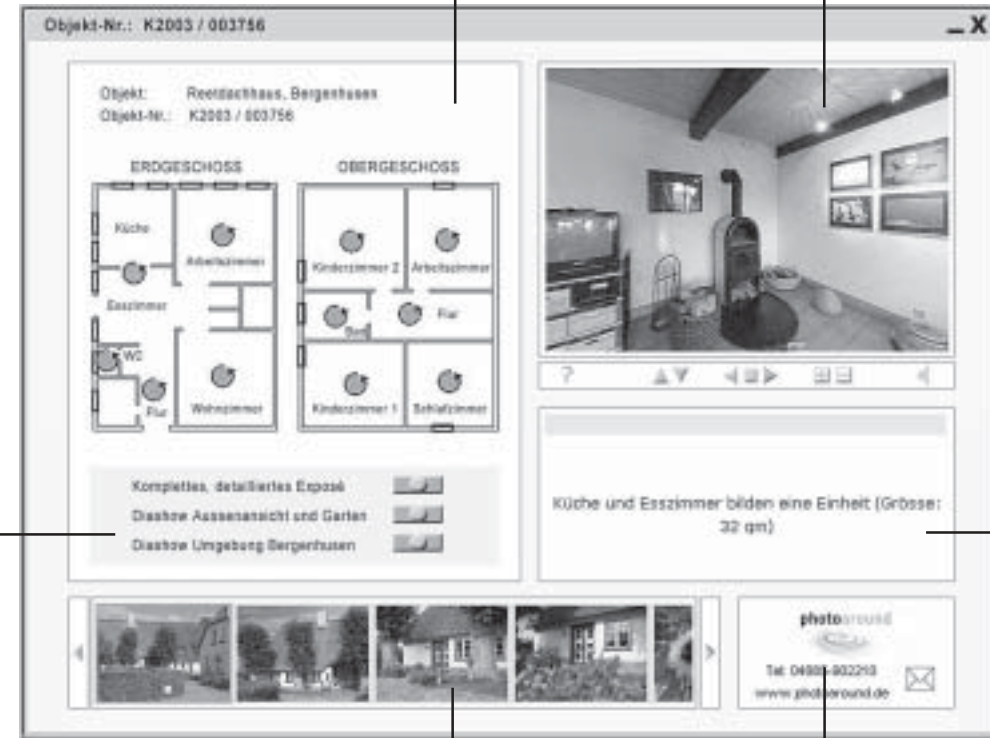 Objekt-Nr.: K2003 / 003756
Objekt: Reetdachhaus, Bergenhusen
Objekt-Nr.: K2003 / 003756
ERDGESCHOSS OBERGESCHOSS
Küche
Arbeitszimmer
Kinderzimmer 2 Arbeitszimmer
Esszimmer
Bad
Flur
WC
Flur
Wohnzimmer
Kinderzimmer 1 Schlafzimmer
?
Komplettes, detailliertes Exposé
Diashow Aussenansicht und Garten
Diashow Umgebung Bergenhusen
Küche und Esszimmer bilden eine Einheit (Grösse:
32 qm)
photoaround
Tel:
www.photoaround.de